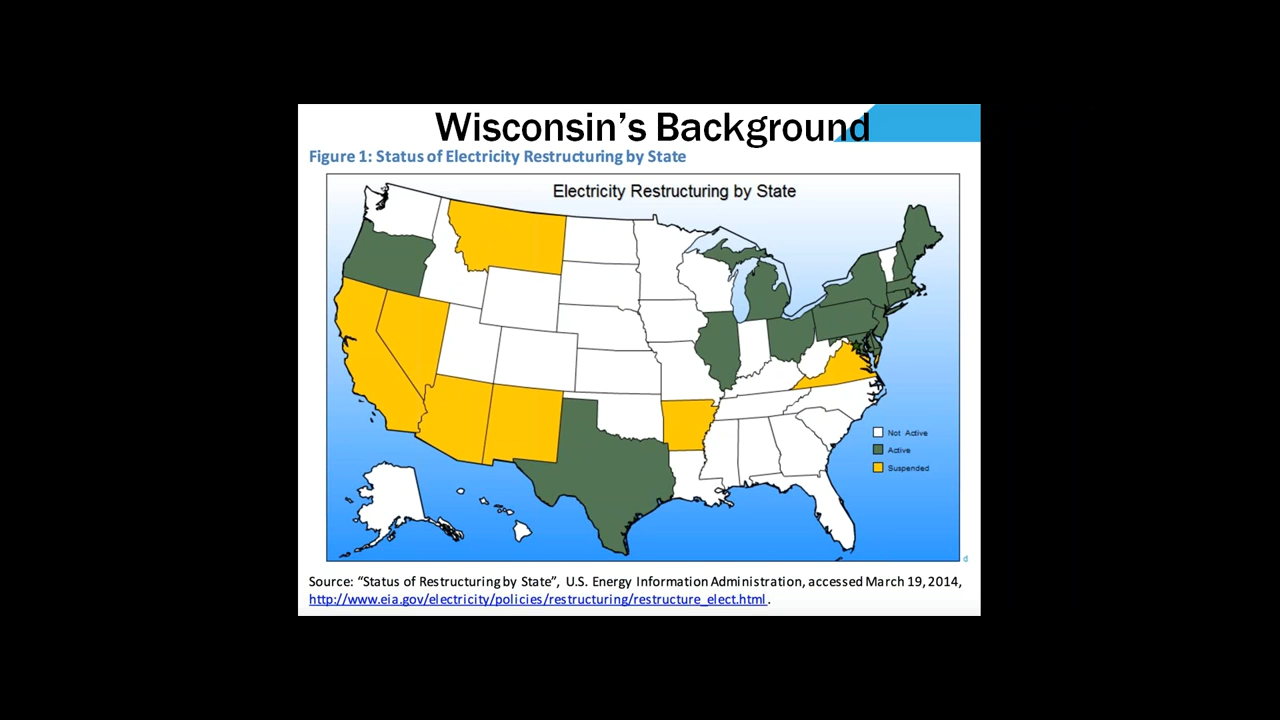 Wisconsin's Background
Figure 1: Status of Electricity Restructuring by State
Electricity Restructuring by State
Not Active
Active
Suspended
d
Source: “Status of Restructuring by State”, U.S. Energy Information Administration, accessed March 19, 2014,
http://www.eia.gov/electricity/policies/restructuring/restructure_elect.html.